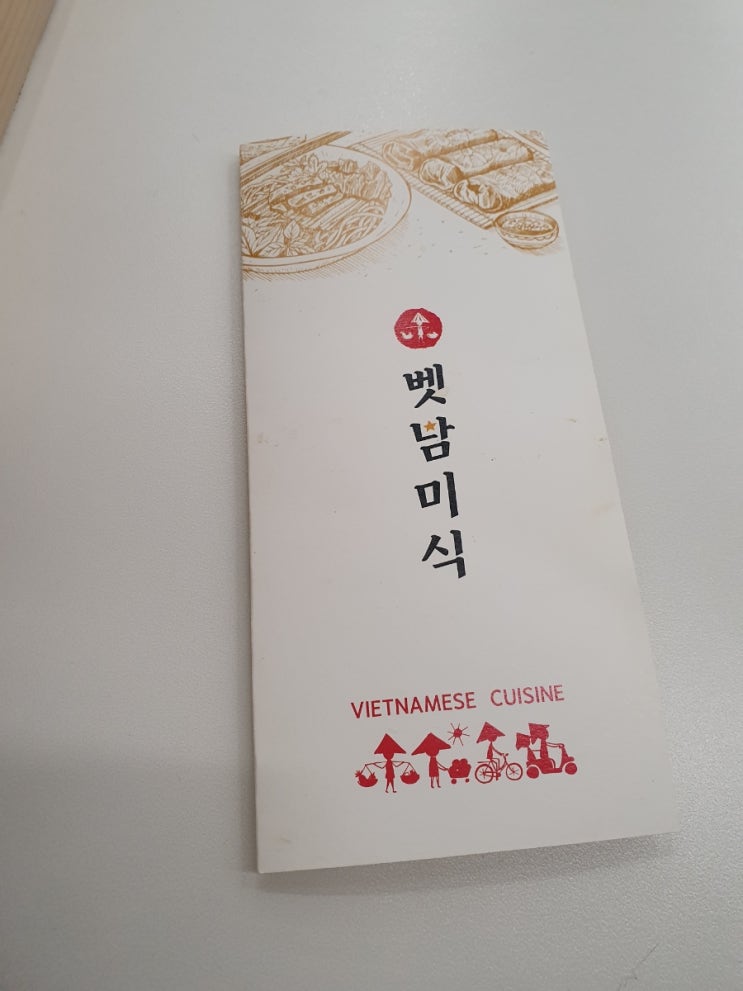 벳남미식
VIETNAMESE CUISINE